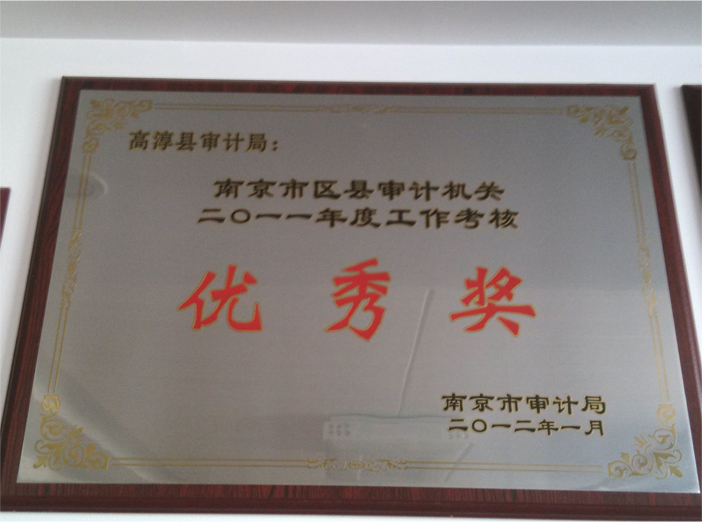 高淳县审计局：
南京市区县审计机关
二〇一一年度工作考核
优秀奖
南京市审计局
二〇一二年一月